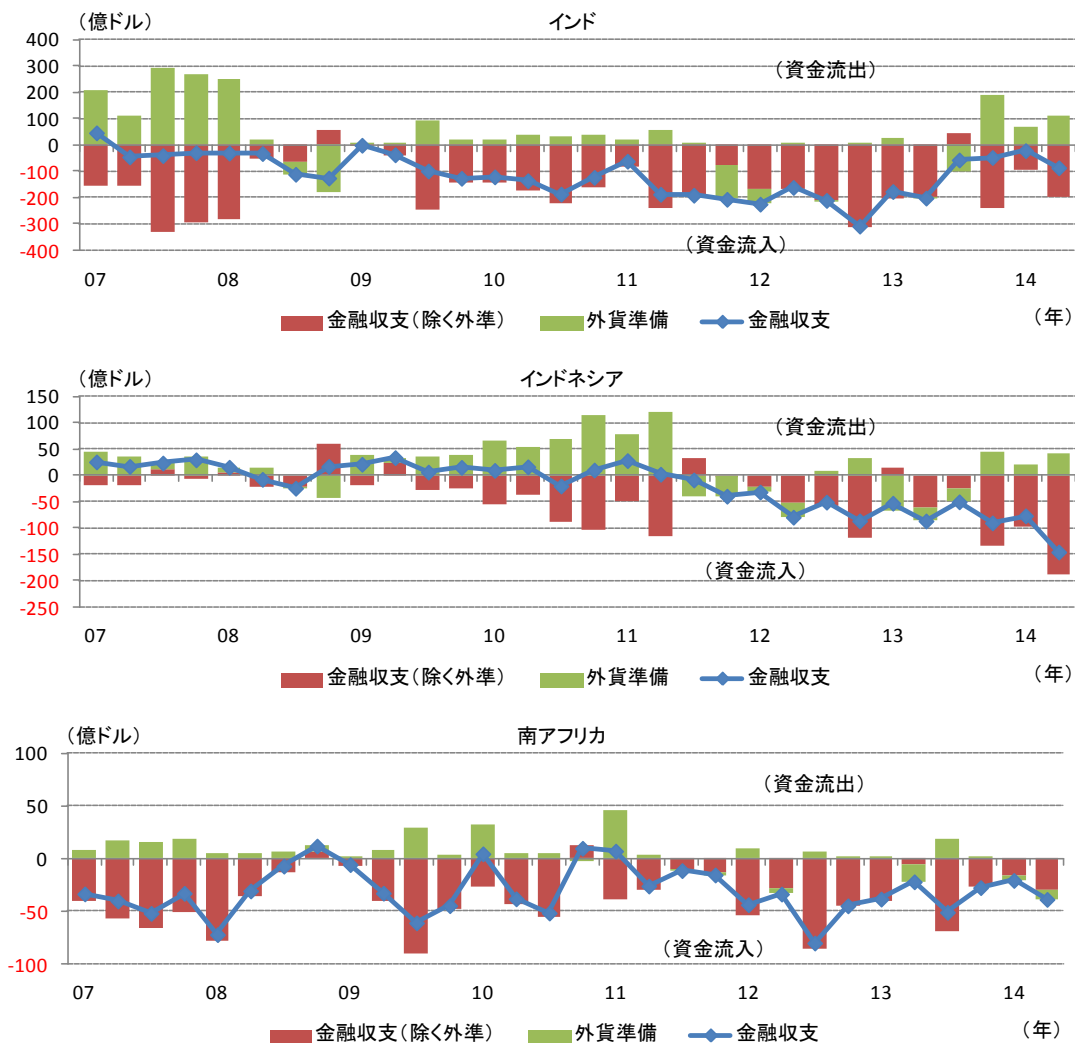 （億ドル） インド
400
300
200
100
0
-100
-200
-300
-400
（資金流出）
（資金流入）
07 08 09 10 11 12 13 14
金融収支（除く外準） 外貨準備 金融収支 （年）
（億ドル） インドネシア
150
100
50
0
-50
-100
-150
-200
-250
（資金流出）
（資金流入）
07 08 09 10 11 12 13 14
金融収支（除く外準） 外貨準備 金融収支 （年）
（億ドル） 南アフリカ
100
50
0
-50
-100
（資金流出）
（資金流入）
07 08 09 10 11 12 13 14
金融収支（除く外準） 外貨準備 金融収支 （年）